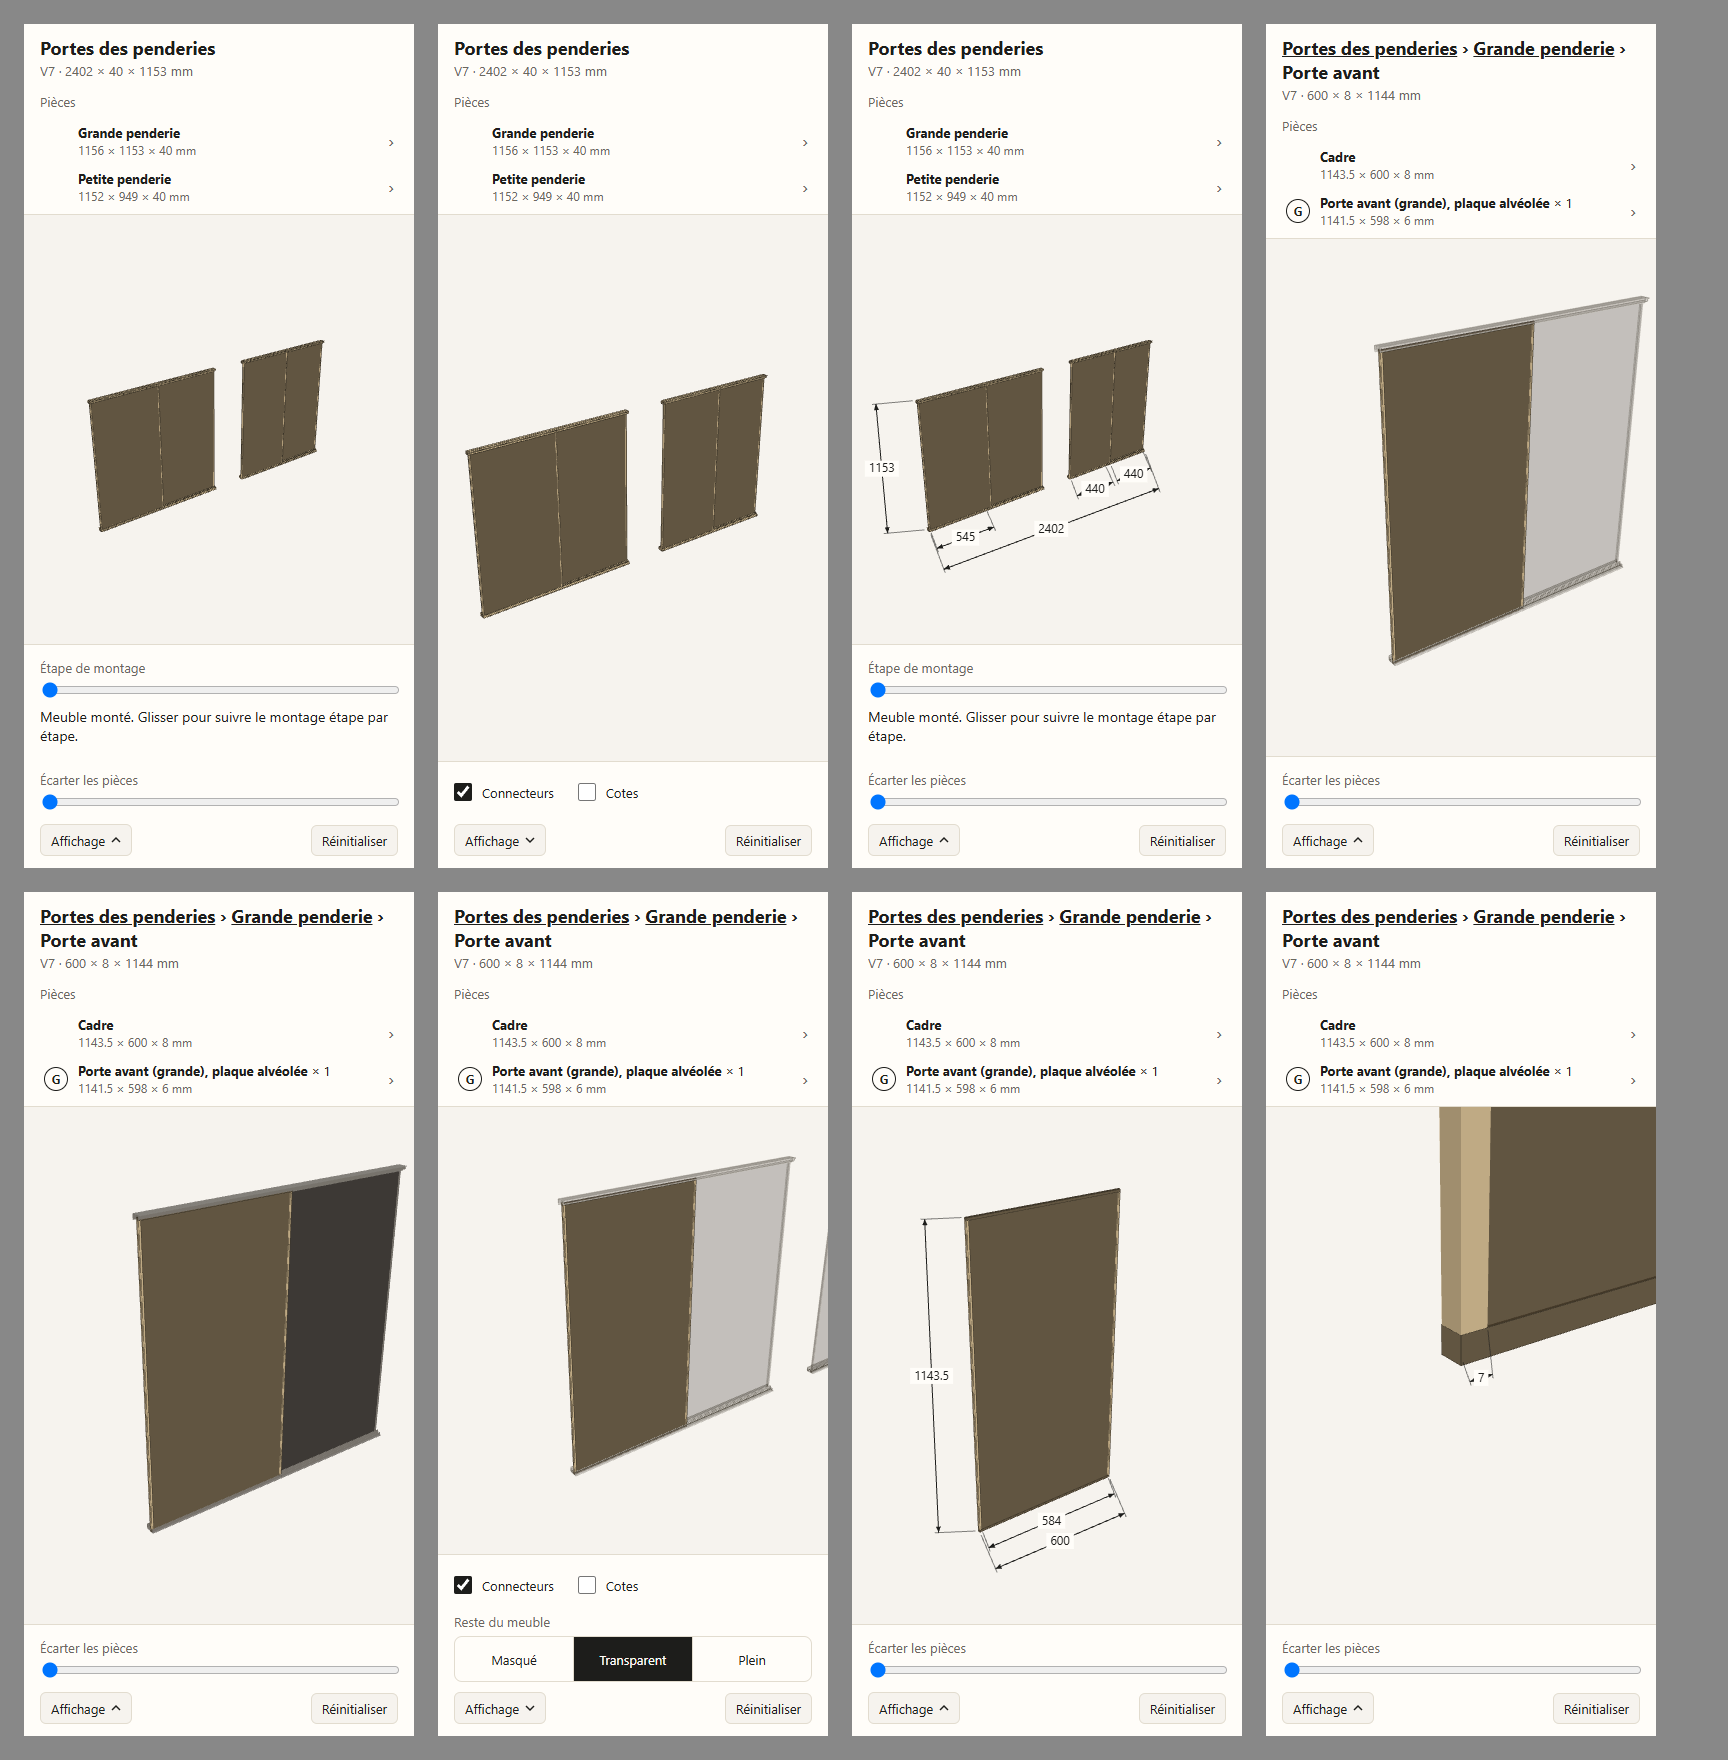 Portes des penderies
V7 · 2402 × 40 × 1153 mm
Pièces
Grande penderie
1156 × 1153 × 40 mm
›
Petite penderie
1152 × 949 × 40 mm
›
Étape de montage
Meuble monté. Glisser pour suivre le montage étape par
étape.
Écarter les pièces
Affichage
Réinitialiser
Portes des penderies
V7 · 2402 × 40 × 1153 mm
Pièces
Grande penderie
1156 × 1153 × 40 mm
›
Petite penderie
1152 × 949 × 40 mm
›
Connecteurs
Cotes
Affichage
Réinitialiser
Portes des penderies
V7 · 2402 × 40 × 1153 mm
Pièces
Grande penderie
1156 × 1153 × 40 mm
›
Petite penderie
1152 × 949 × 40 mm
›
1153
440
440
2402
545
Étape de montage
Meuble monté. Glisser pour suivre le montage étape par
étape.
Écarter les pièces
Affichage
Réinitialiser
Portes des penderies › Grande penderie ›
Porte avant
V7 · 600 × 8 × 1144 mm
Pièces
Cadre
1143.5 × 600 × 8 mm
›
G
Porte avant (grande), plaque alvéolée × 1
1141.5 × 598 × 6 mm
›
Écarter les pièces
Affichage
Réinitialiser
Portes des penderies › Grande penderie ›
Porte avant
V7 · 600 × 8 × 1144 mm
Pièces
Cadre
1143.5 × 600 × 8 mm
›
G
Porte avant (grande), plaque alvéolée × 1
1141.5 × 598 × 6 mm
›
Écarter les pièces
Affichage
Réinitialiser
Portes des penderies › Grande penderie ›
Porte avant
V7 · 600 × 8 × 1144 mm
Pièces
Cadre
1143.5 × 600 × 8 mm
›
G
Porte avant (grande), plaque alvéolée × 1
1141.5 × 598 × 6 mm
›
Connecteurs
Cotes
Reste du meuble
Masqué
Transparent
Plein
Affichage
Réinitialiser
Portes des penderies › Grande penderie ›
Porte avant
V7 · 600 × 8 × 1144 mm
Pièces
Cadre
1143.5 × 600 × 8 mm
›
G
Porte avant (grande), plaque alvéolée × 1
1141.5 × 598 × 6 mm
›
1143.5
584
600
Écarter les pièces
Affichage
Réinitialiser
Portes des penderies › Grande penderie ›
Porte avant
V7 · 600 × 8 × 1144 mm
Pièces
Cadre
1143.5 × 600 × 8 mm
›
G
Porte avant (grande), plaque alvéolée × 1
1141.5 × 598 × 6 mm
›
7
Écarter les pièces
Affichage
Réinitialiser